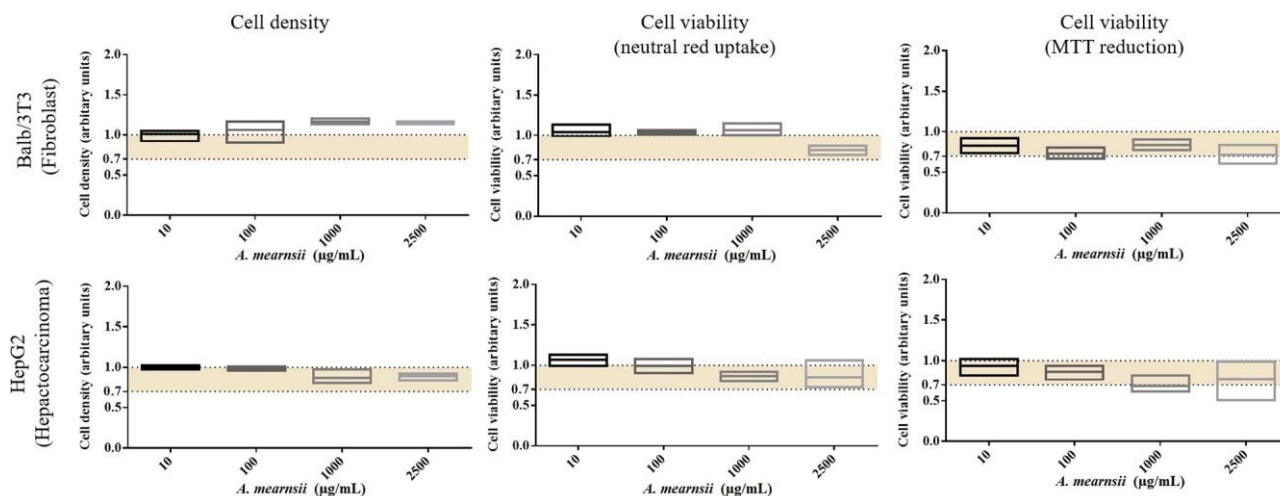 Cell density
Cell viability
(neutral red uptake)
Cell viability
(MTT reduction)
Balb/3T3
(Fibroblast)
Cell density (arbitary units)
2.0
1.5
1.0
0.7
0.5
0.0
10
100
1000
2500
A. mearnsii (µg/mL)
Cell viability (arbitary units)
2.0
1.5
1.0
0.7
0.5
0.0
10
100
1000
2500
A. mearnsii (µg/mL)
Cell viability (arbitary units)
2.0
1.5
1.0
0.7
0.5
0.0
10
100
1000
2500
A. mearnsii (µg/mL)
HepG2
(Hepactocarcinoma)
Cell density (arbitary units)
2.0
1.5
1.0
0.7
0.5
0.0
10
100
1000
2500
A. mearnsii (µg/mL)
Cell viability (arbitary units)
2.0
1.5
1.0
0.7
0.5
0.0
10
100
1000
2500
A. mearnsii (µg/mL)
Cell viability (arbitary units)
2.0
1.5
1.0
0.7
0.5
0.0
10
100
1000
2500
A. mearnsii (µg/mL)